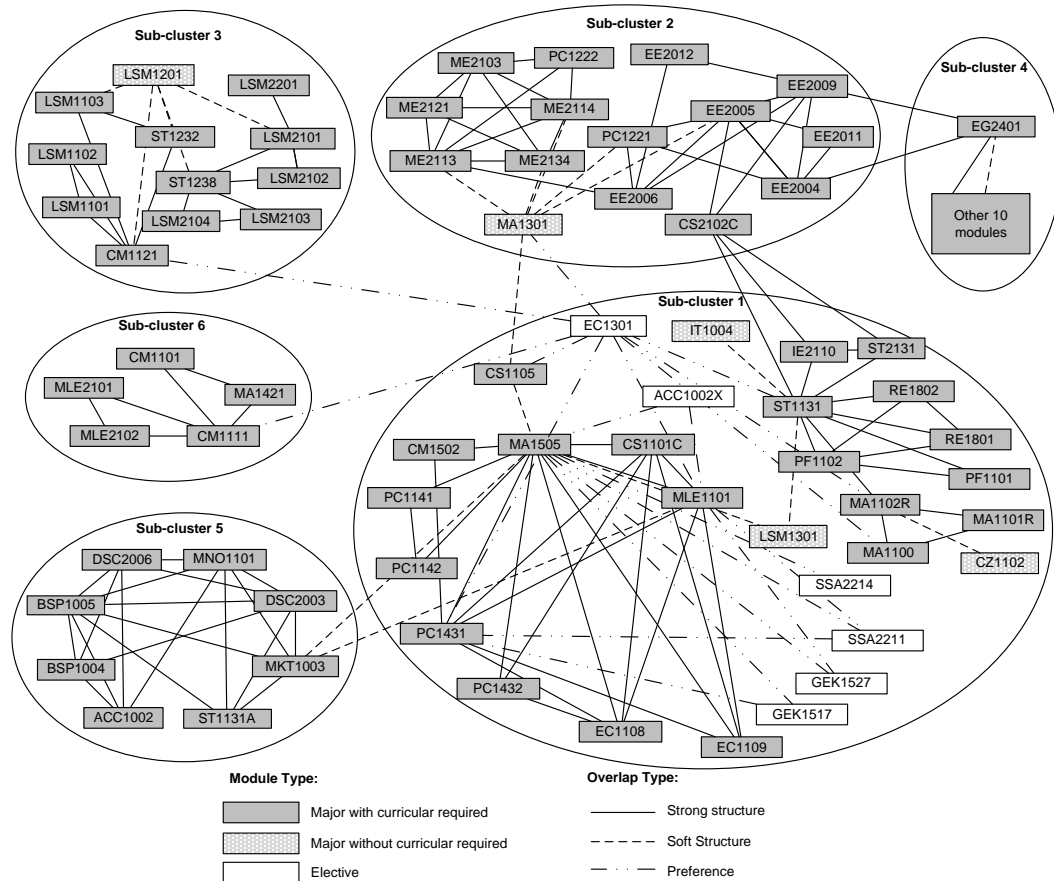 Sub-cluster 3
LSM1201
LSM2201
LSM1103
ST1232
LSM2101
LSM1102
ST1238
LSM2102
LSM1101
LSM2104
LSM2103
CM1121
Sub-cluster 2
ME2103
PC1222
EE2012
EE2009
ME2121
ME2114
EE2005
PC1221
EE2011
ME2113
ME2134
EE2004
EE2006
MA1301
CS2102C
Sub-cluster 4
EG2401
Other 10
modules
Sub-cluster 6
CM1101
MLE2101
MA1421
MLE2102
CM1111
Sub-cluster 1
EC1301
IT1004
IE2110
ST2131
CS1105
ACC1002X
RE1802
ST1131
CM1502
MA1505
CS1101C
RE1801
PF1102
PF1101
PC1141
MLE1101
MA1102R
MA1101R
LSM1301
MA1100
CZ1102
PC1142
SSA2214
PC1431
SSA2211
GEK1527
PC1432
GEK1517
EC1108
EC1109
Sub-cluster 5
DSC2006
MNO1101
BSP1005
DSC2003
BSP1004
MKT1003
ACC1002
ST1131A
Module Type:
Major with curricular required
Major without curricular required
Elective
Overlap Type:
Strong structure
Soft Structure
Preference